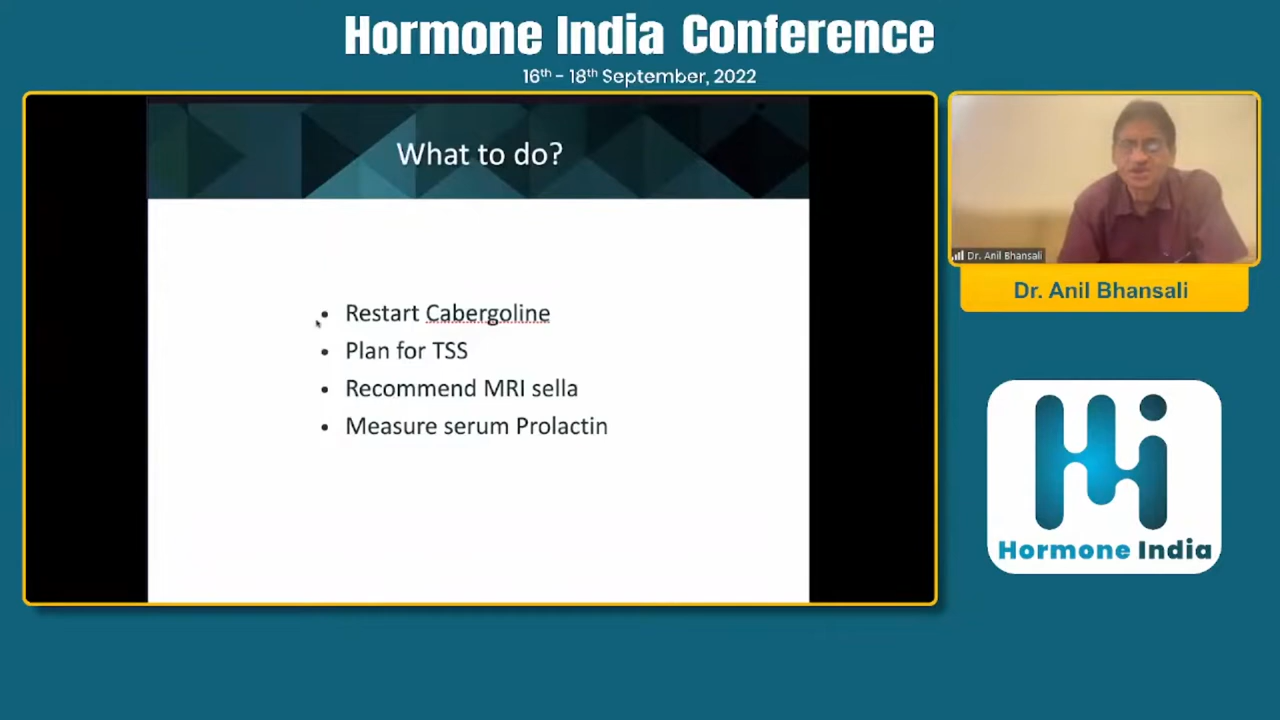 Hormone India Conference
16th - 18th September, 2022
What to do?
• Restart Cabergoline
• Plan for TSS
• Recommend MRI sella
• Measure serum Prolactin
Dr. Anil Bhansali
Dr. Anil Bhansali
Hi
Hormone India